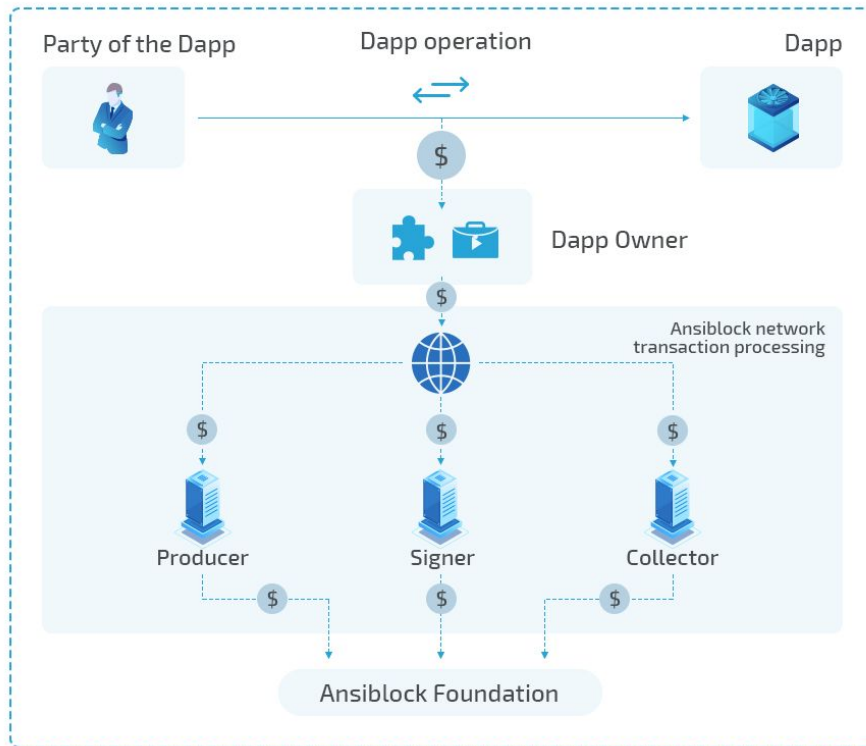 Party of the Dapp
Dapp operation
Dapp
$
Dapp Owner
$
Ansiblock network
transaction processing
$
$
$
Producer
Signer
Collector
$
$
$
Ansiblock Foundation